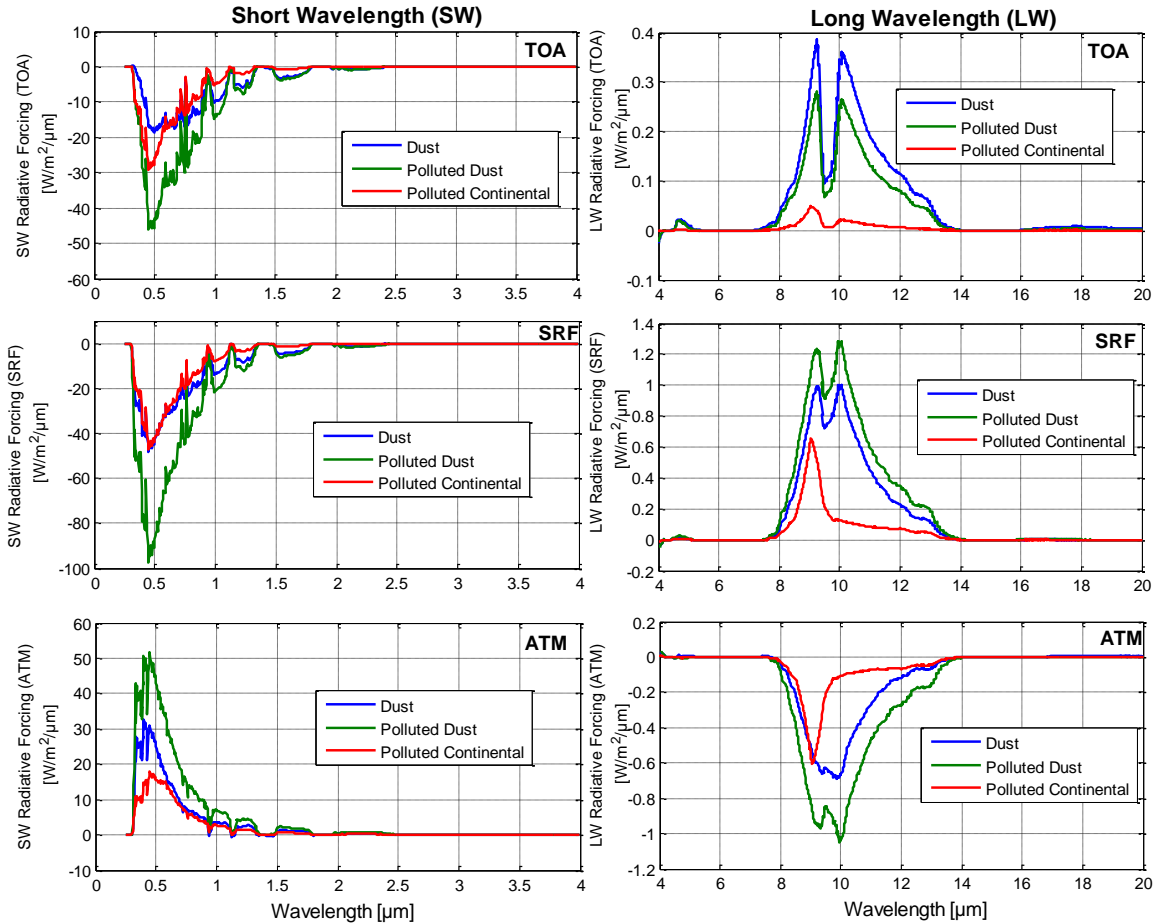 Short Wavelength (SW)
Long Wavelength (LW)
SW Radiative Forcing (TOA)
[W/m²/µm]
10
0
-10
-20
-30
-40
-50
-60
TOA
Dust
Polluted Dust
Polluted Continental
0 0.5 1 1.5 2 2.5 3 3.5 4
LW Radiative Forcing (TOA)
[W/m²/µm]
0.4
0.3
0.2
0.1
0
-0.1
TOA
Dust
Polluted Dust
Polluted Continental
4 6 8 10 12 14 16 18 20
SW Radiative Forcing (SRF)
[W/m²/µm]
0
-20
-40
-60
-80
-100
SRF
Dust
Polluted Dust
Polluted Continental
0 0.5 1 1.5 2 2.5 3 3.5 4
LW Radiative Forcing (SRF)
[W/m²/µm]
1.4
1.2
1
0.8
0.6
0.4
0.2
0
-0.2
SRF
Dust
Polluted Dust
Polluted Continental
4 6 8 10 12 14 16 18 20
SW Radiative Forcing (ATM)
[W/m²/µm]
60
50
40
30
20
10
0
-10
ATM
Dust
Polluted Dust
Polluted Continental
0 0.5 1 1.5 2 2.5 3 3.5 4
Wavelength [µm]
LW Radiative Forcing (ATM)
[W/m²/µm]
0.2
0
-0.2
-0.4
-0.6
-0.8
-1
-1.2
ATM
Dust
Polluted Dust
Polluted Continental
4 6 8 10 12 14 16 18 20
Wavelength [µm]